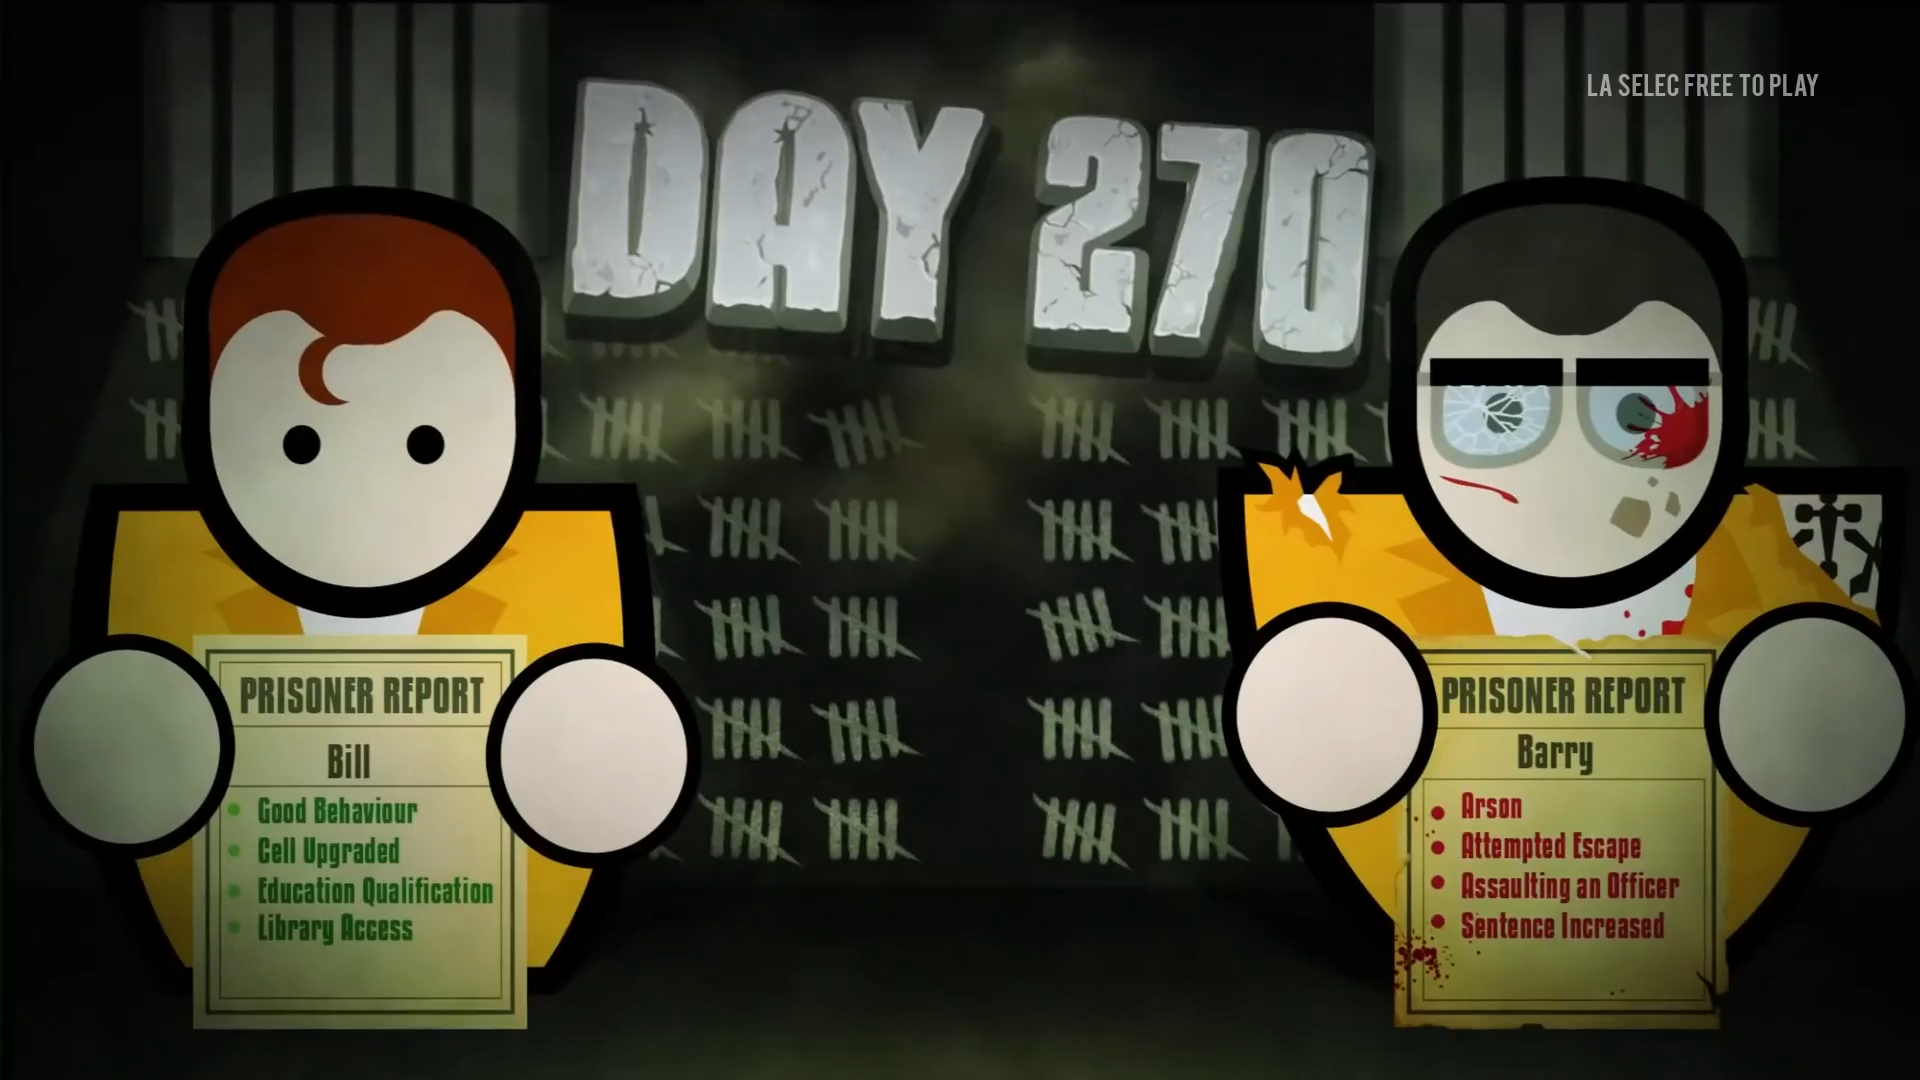 LA SELEC FREE TO PLAY
DAY 270
PRISONER REPORT
Bill
Good Behaviour
Cell Upgraded
Education Qualification
Library Access
PRISONER REPORT
Barry
Arson
Attempted Escape
Assaulting an Officer
Sentence Increased